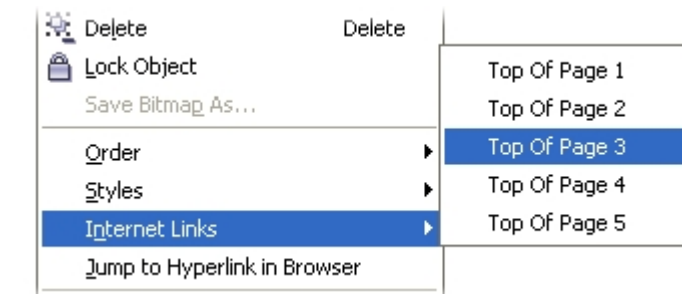 Delete Delete
Lock Object
Save Bitmap As...
Order
Styles
Internet Links
Jump to Hyperlink in Browser
Top Of Page 1
Top Of Page 2
Top Of Page 3
Top Of Page 4
Top Of Page 5